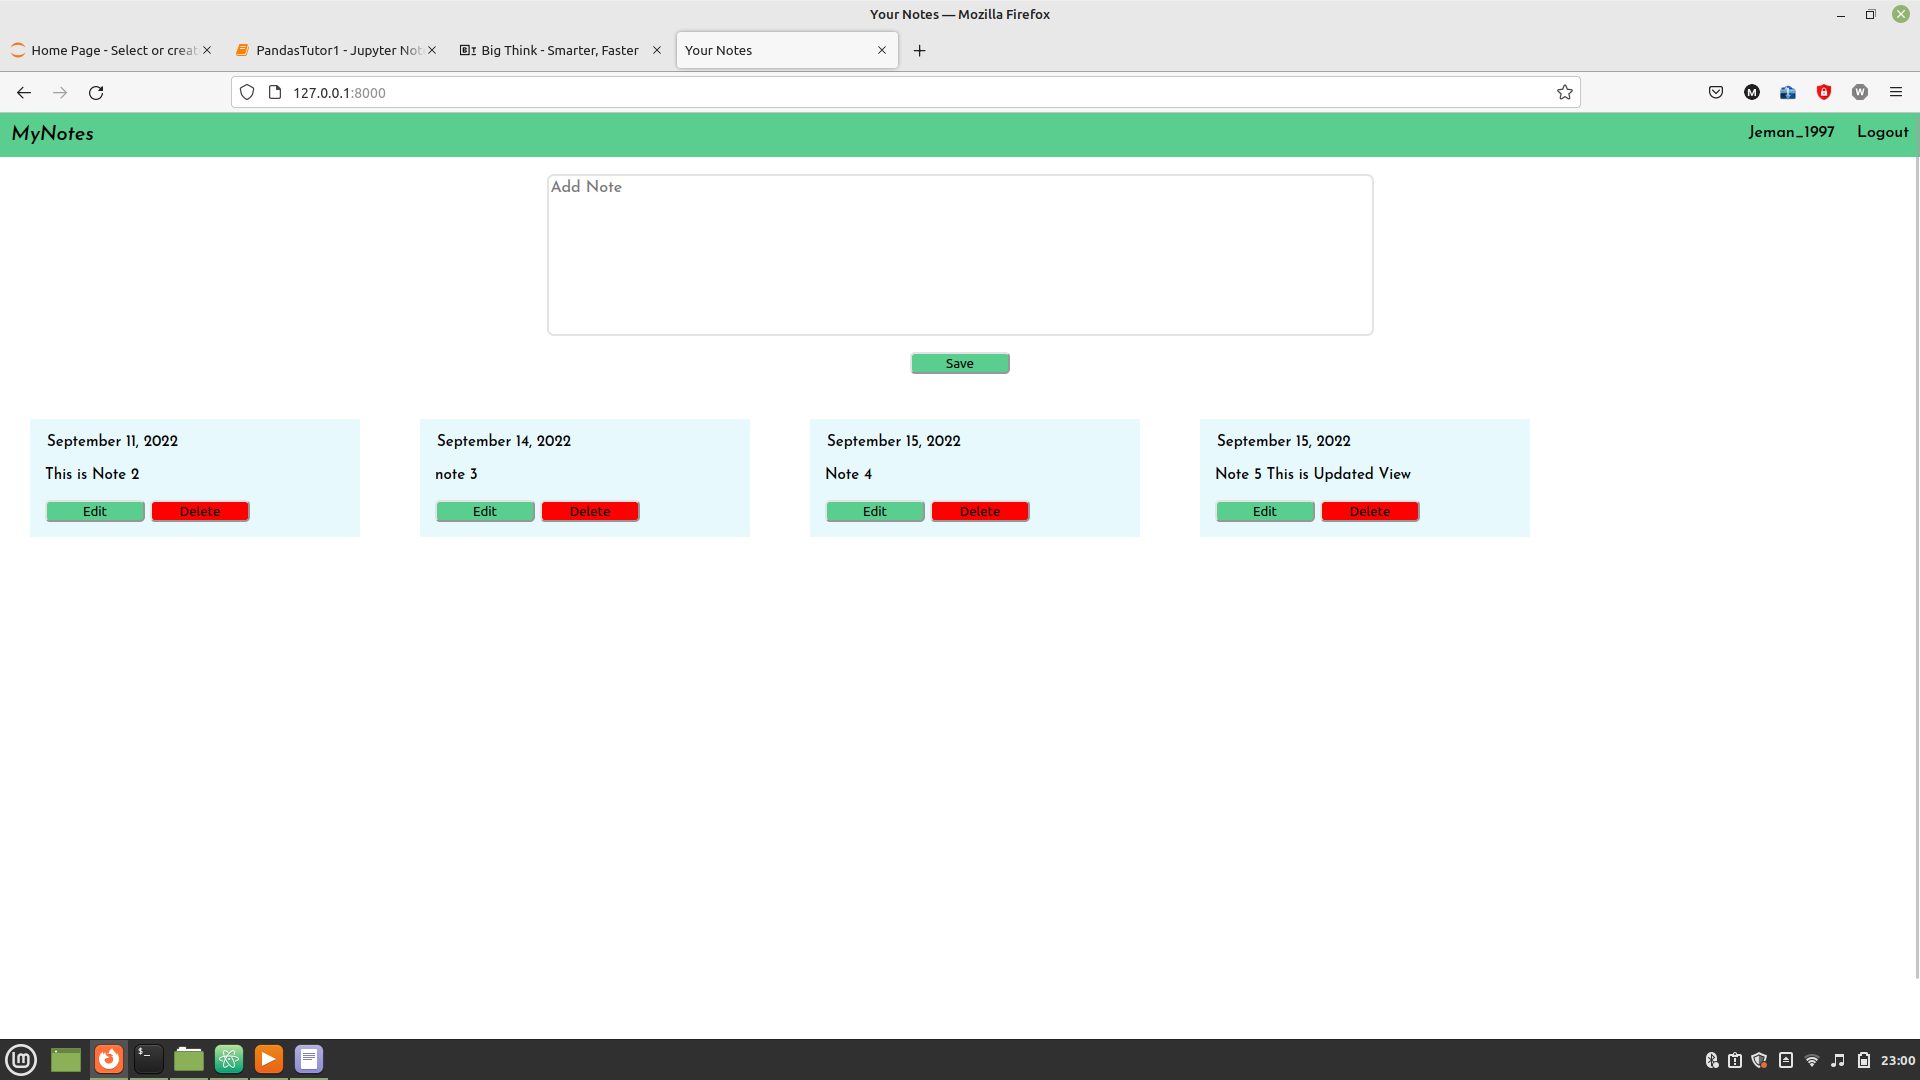 Your Notes — Mozilla Firefox
Home Page - Select or creat
PandasTutor1 - Jupyter Not
Big Think - Smarter, Faster
Your Notes
127.0.0.1:8000
MyNotes
Jeman_1997
Logout
Add Note
Save
September 11, 2022
This is Note 2
Edit Delete
September 14, 2022
note 3
Edit Delete
September 15, 2022
Note 4
Edit Delete
September 15, 2022
Note 5 This is Updated View
Edit Delete
23:00